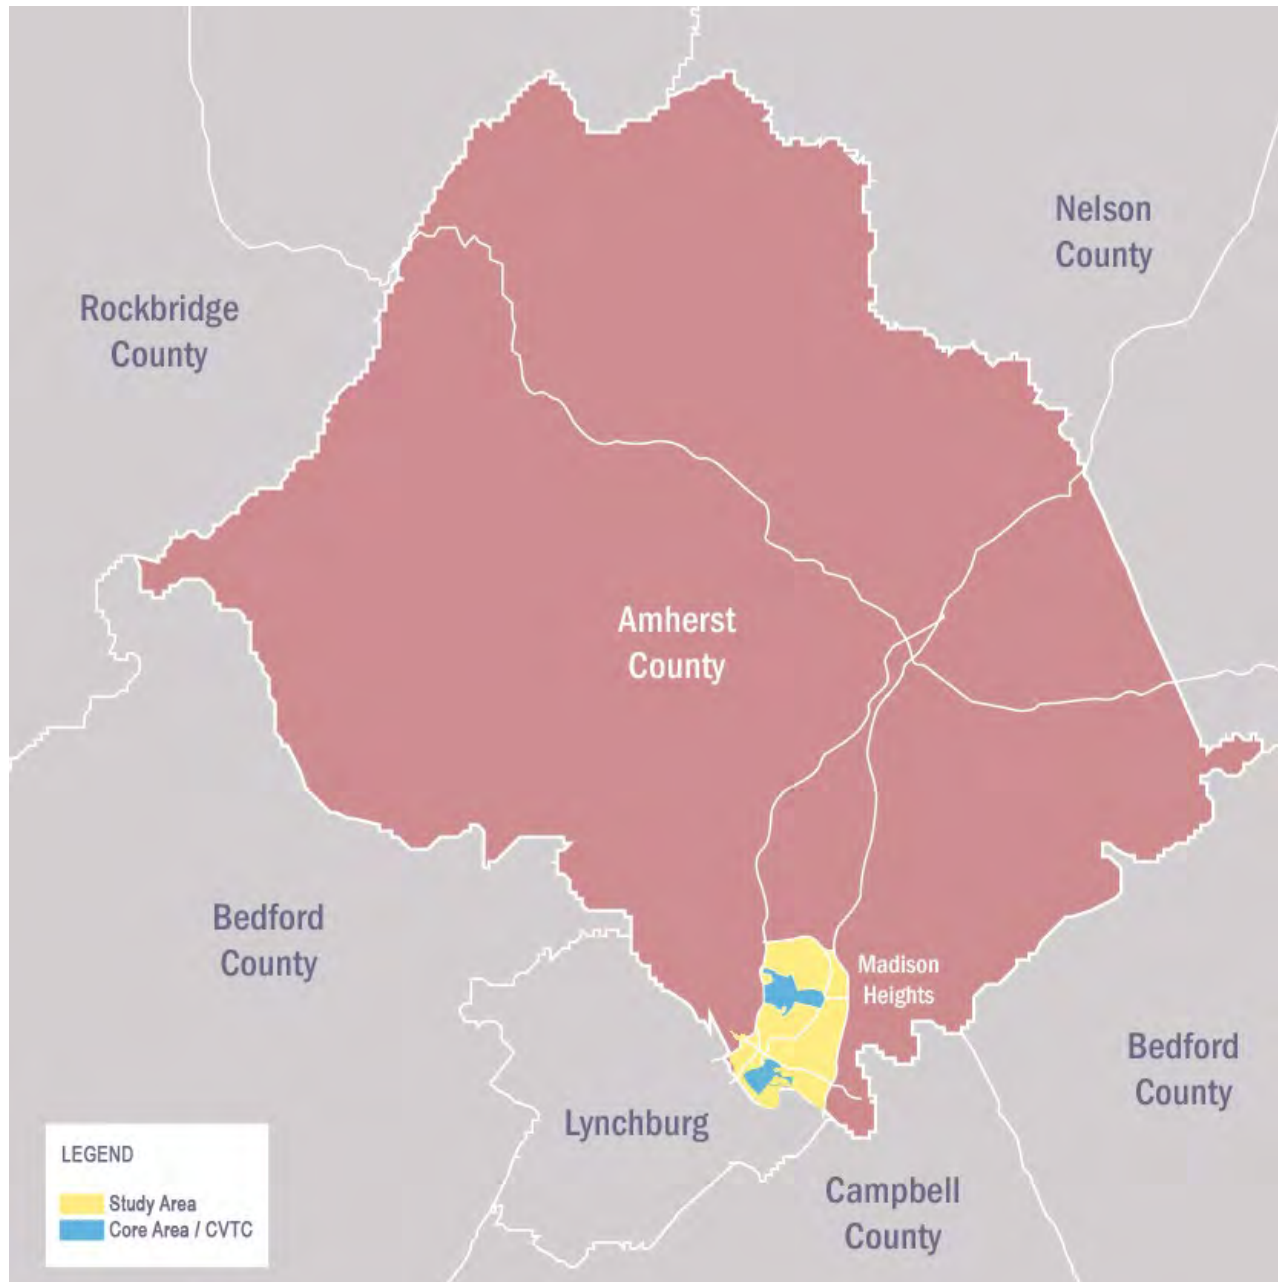 Nelson
County
Rockbridge
County
Amherst
County
Bedford
County
Madison
Heights
Bedford
County
Lynchburg
Campbell
County
LEGEND
Study Area
Core Area / CVTC